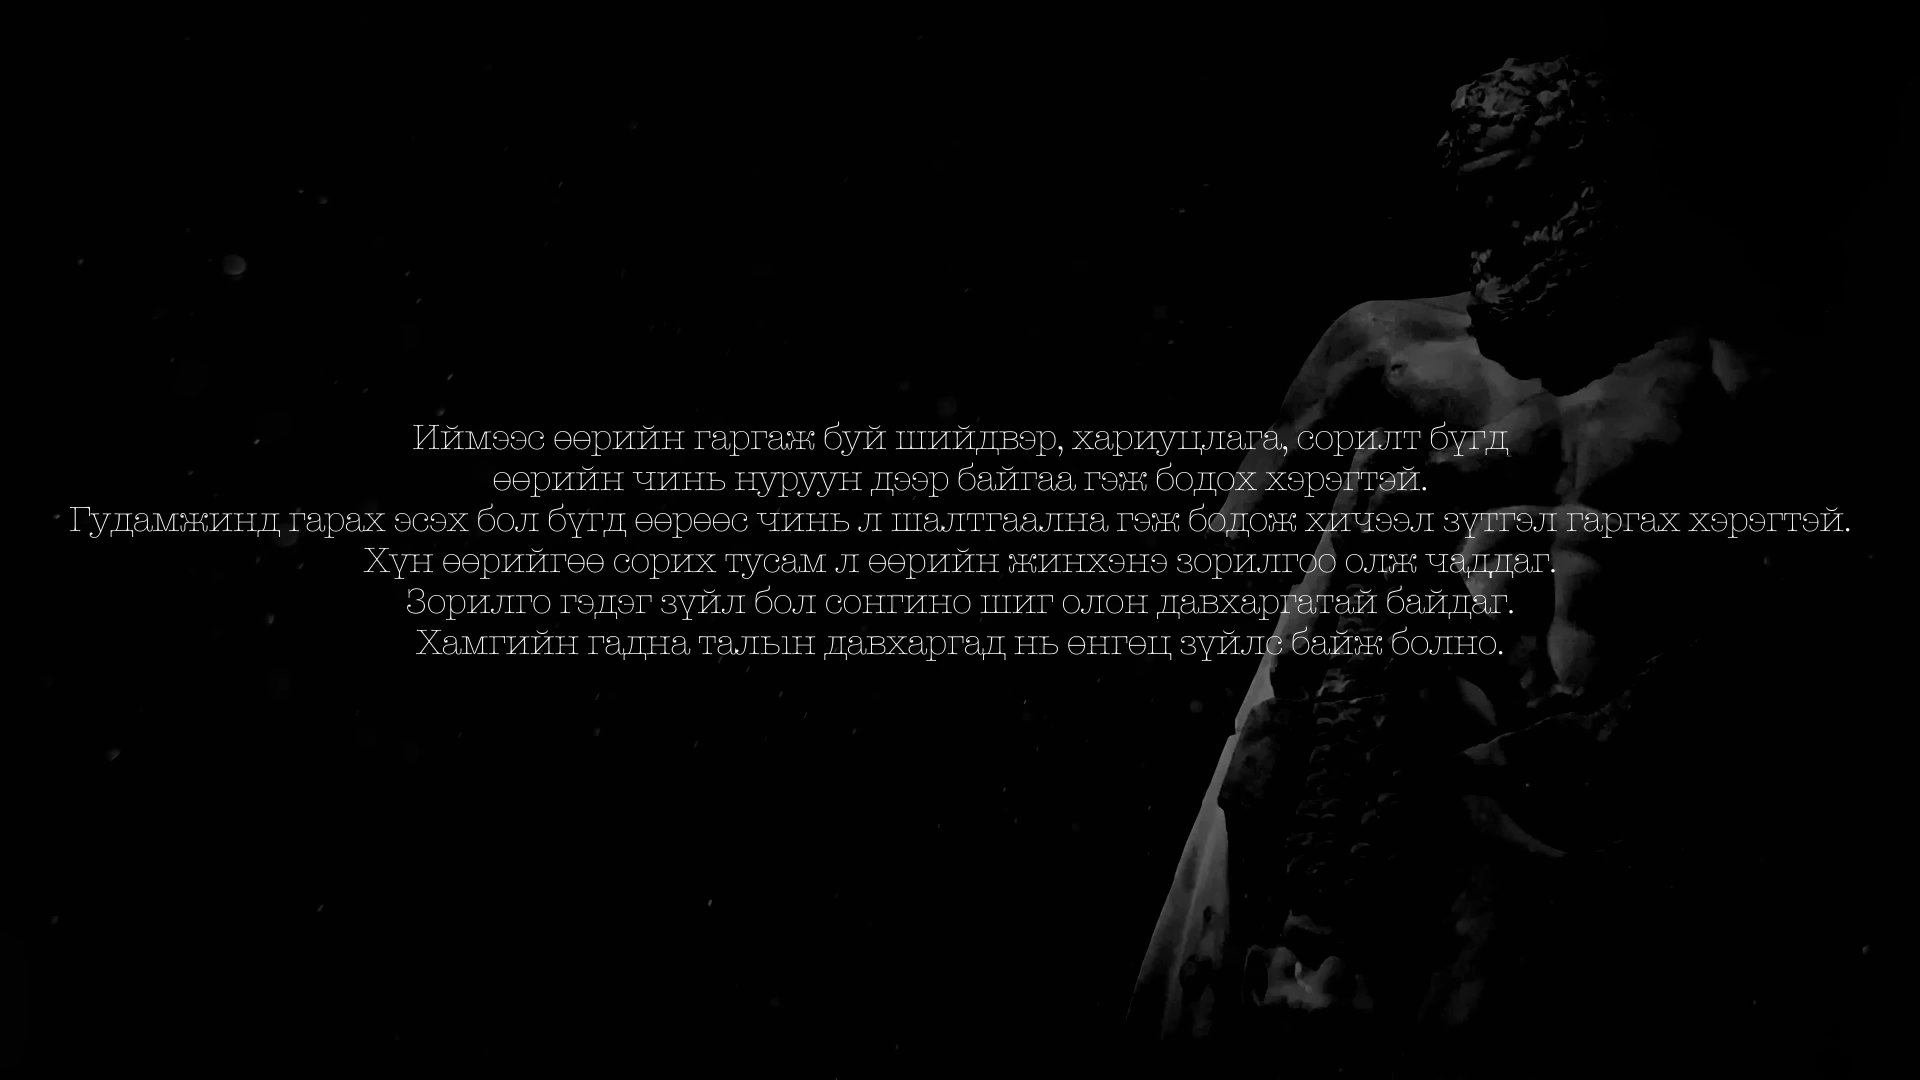 Иймээс өөрийн гаргаж буй шийдвэр, хариуцлага, сорилт бүгд
өөрийн чинь нуруун дээр байгаа гэж бодох хэрэгтэй.
Гудамжинд гарах эсэх бол бүгд өөрөөс чинь л шалтгаална гэж бодож хичээл зүтгэл гаргах хэрэгтэй.
Хүн өөрийгөө сорих тусам л өөрийн жинхэнэ зорилгоо олж чаддаг.
Зорилго гэдэг зүйл бол сонгино шиг олон давхаргатай байдаг.
Хамгийн гадна талын давхаргад нь өнгөц зүйлс байж болно.